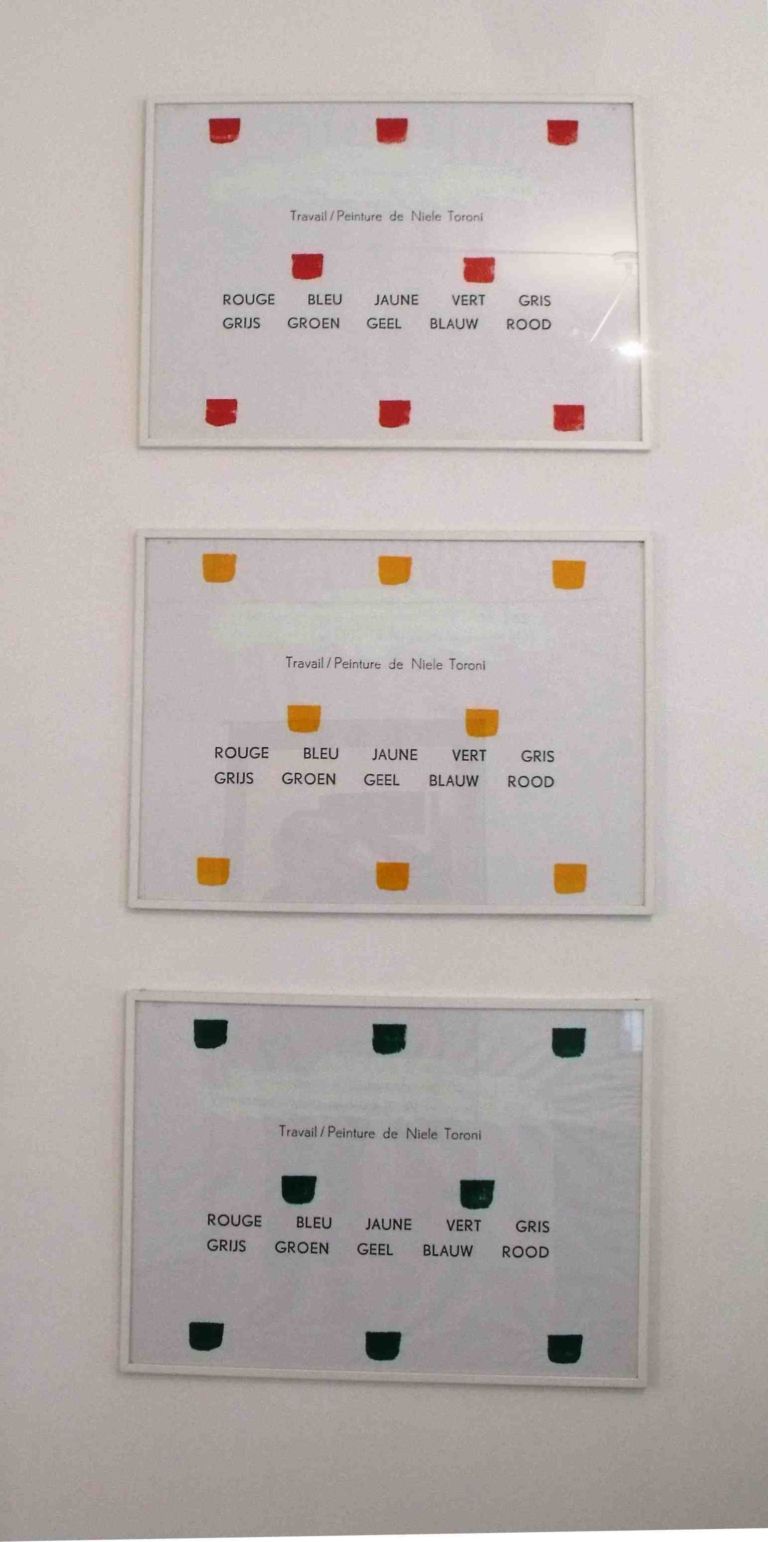 Travail / Peinture de Niele Toroni
ROUGE BLEU JAUNE VERT GRIS
GRIJS GROEN GEEL BLAUW ROOD
Travail / Peinture de Niele Toroni
ROUGE BLEU JAUNE VERT GRIS
GRIJS GROEN GEEL BLAUW ROOD
Travail / Peinture de Niele Toroni
ROUGE BLEU JAUNE VERT GRIS
GRIJS GROEN GEEL BLAUW ROOD